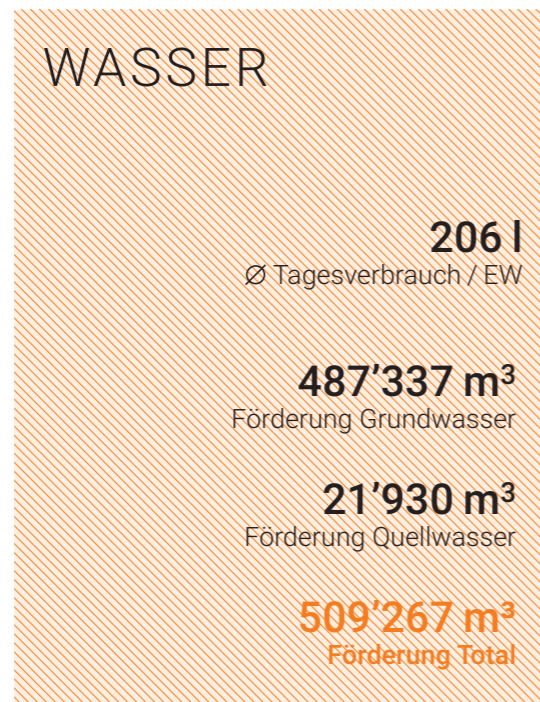 WASSER
206 l
Ø Tagesverbrauch / EW
487’337 m³
Förderung Grundwasser
21’930 m³
Förderung Quellwasser
509’267 m³
Förderung Total